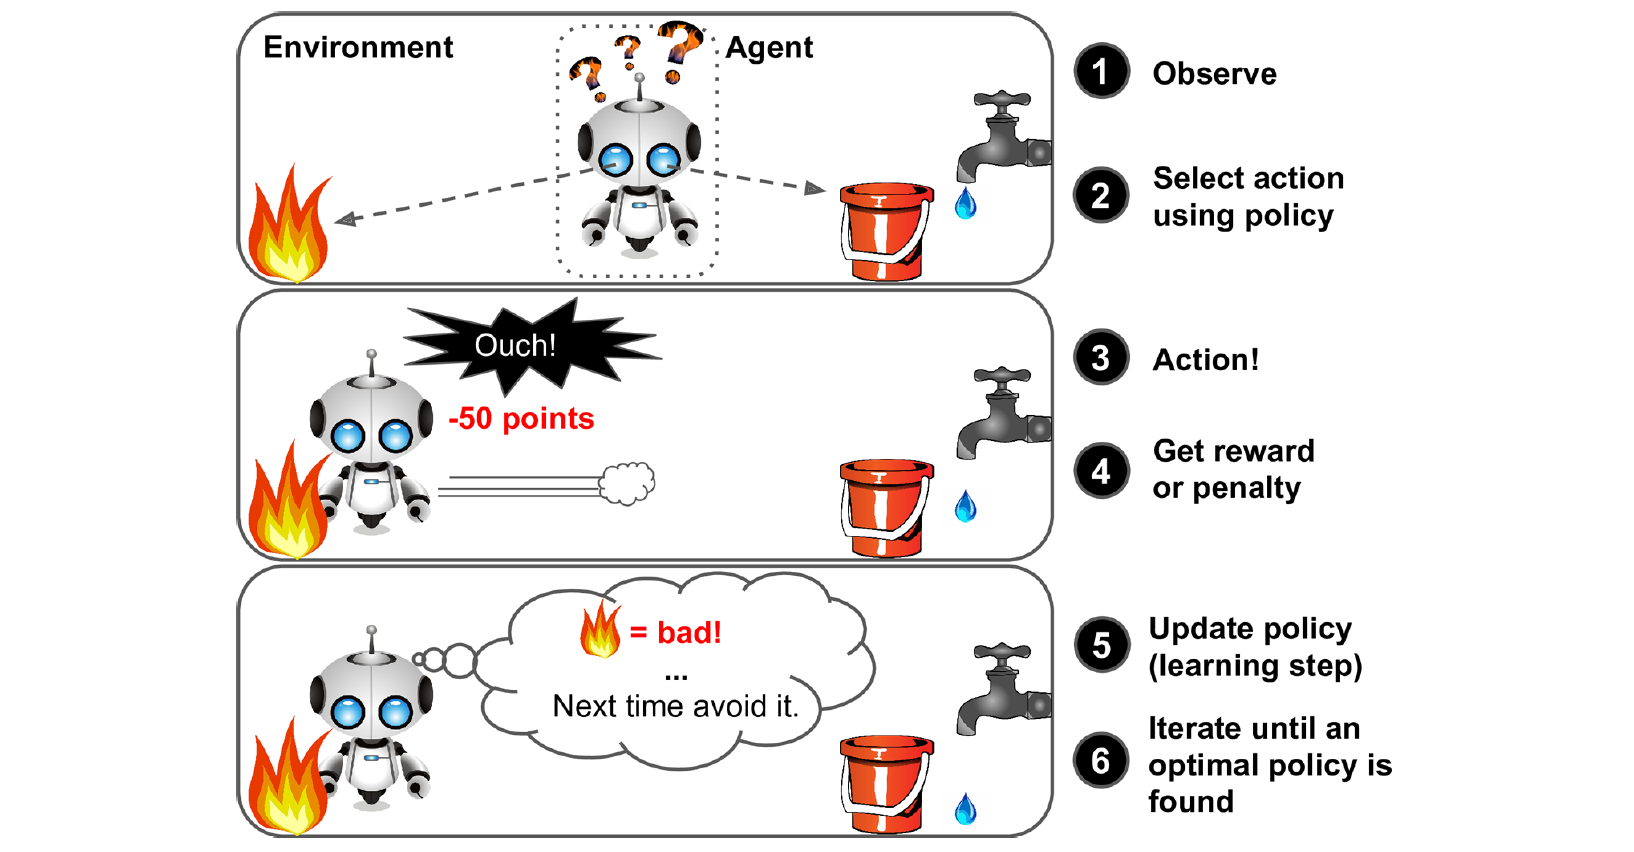 Environment
Agent
? ? ?
1 Observe
2 Select action
using policy
Ouch!
-50 points
3 Action!
4 Get reward
or penalty
= bad!
...
Next time avoid it.
5 Update policy
(learning step)
6 Iterate until an
optimal policy is
found